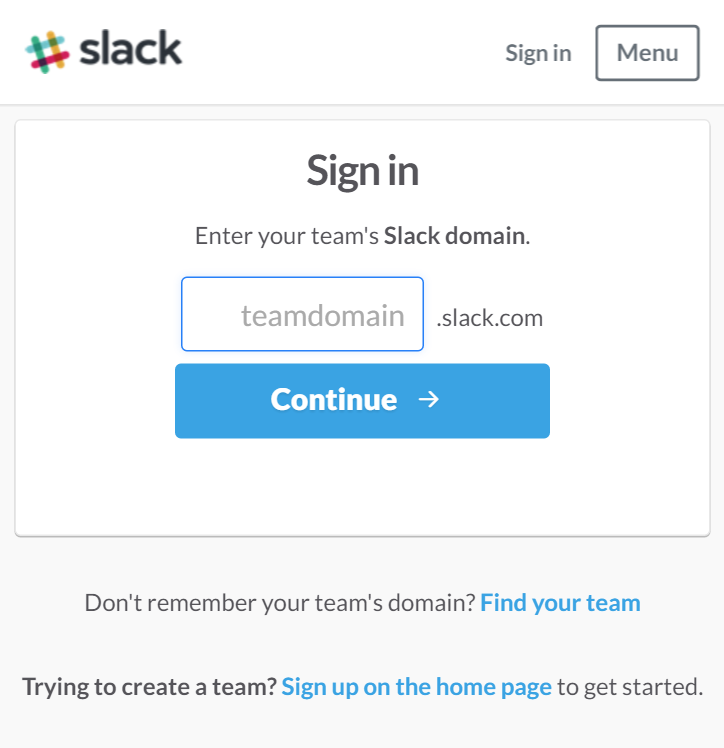 slack
Sign in
Menu
Sign in
Enter your team's Slack domain.
teamdomain .slack.com
Continue →
Don't remember your team's domain? Find your team
Trying to create a team? Sign up on the home page to get started.